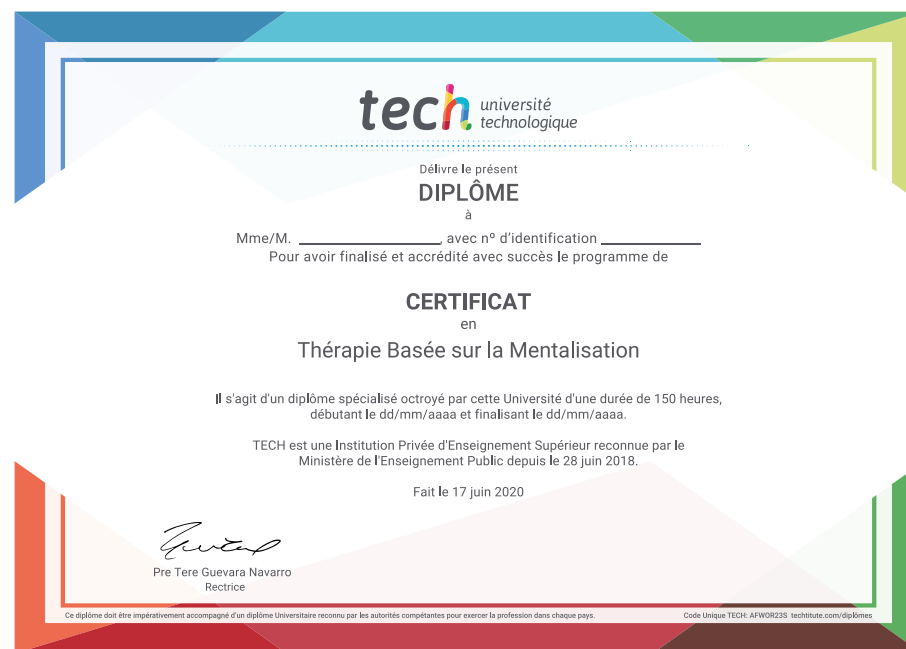 tech université
technologique
Délivre le présent
DIPLÔME
à
Mme/M. ____________________, avec nº d'identification ______________
Pour avoir finalisé et accrédité avec succès le programme de
CERTIFICAT
en
Thérapie Basée sur la Mentalisation
Il s'agit d'un diplôme spécialisé octroyé par cette Université d'une durée de 150 heures,
débutant le dd/mm/aaaa et finalisant le dd/mm/aaaa.
TECH est une Institution Privée d'Enseignement Supérieur reconnue par le
Ministère de l'Enseignement Public depuis le 28 juin 2018.
Fait le 17 juin 2020
Pre Tere Guevara Navarro
Rectrice
Ce diplôme doit être impérativement accompagné d'un diplôme Universitaire reconnu par les autorités compétentes pour exercer la profession dans chaque pays.
Code Unique TECH: AFWOR23S techtitute.com/diplômes